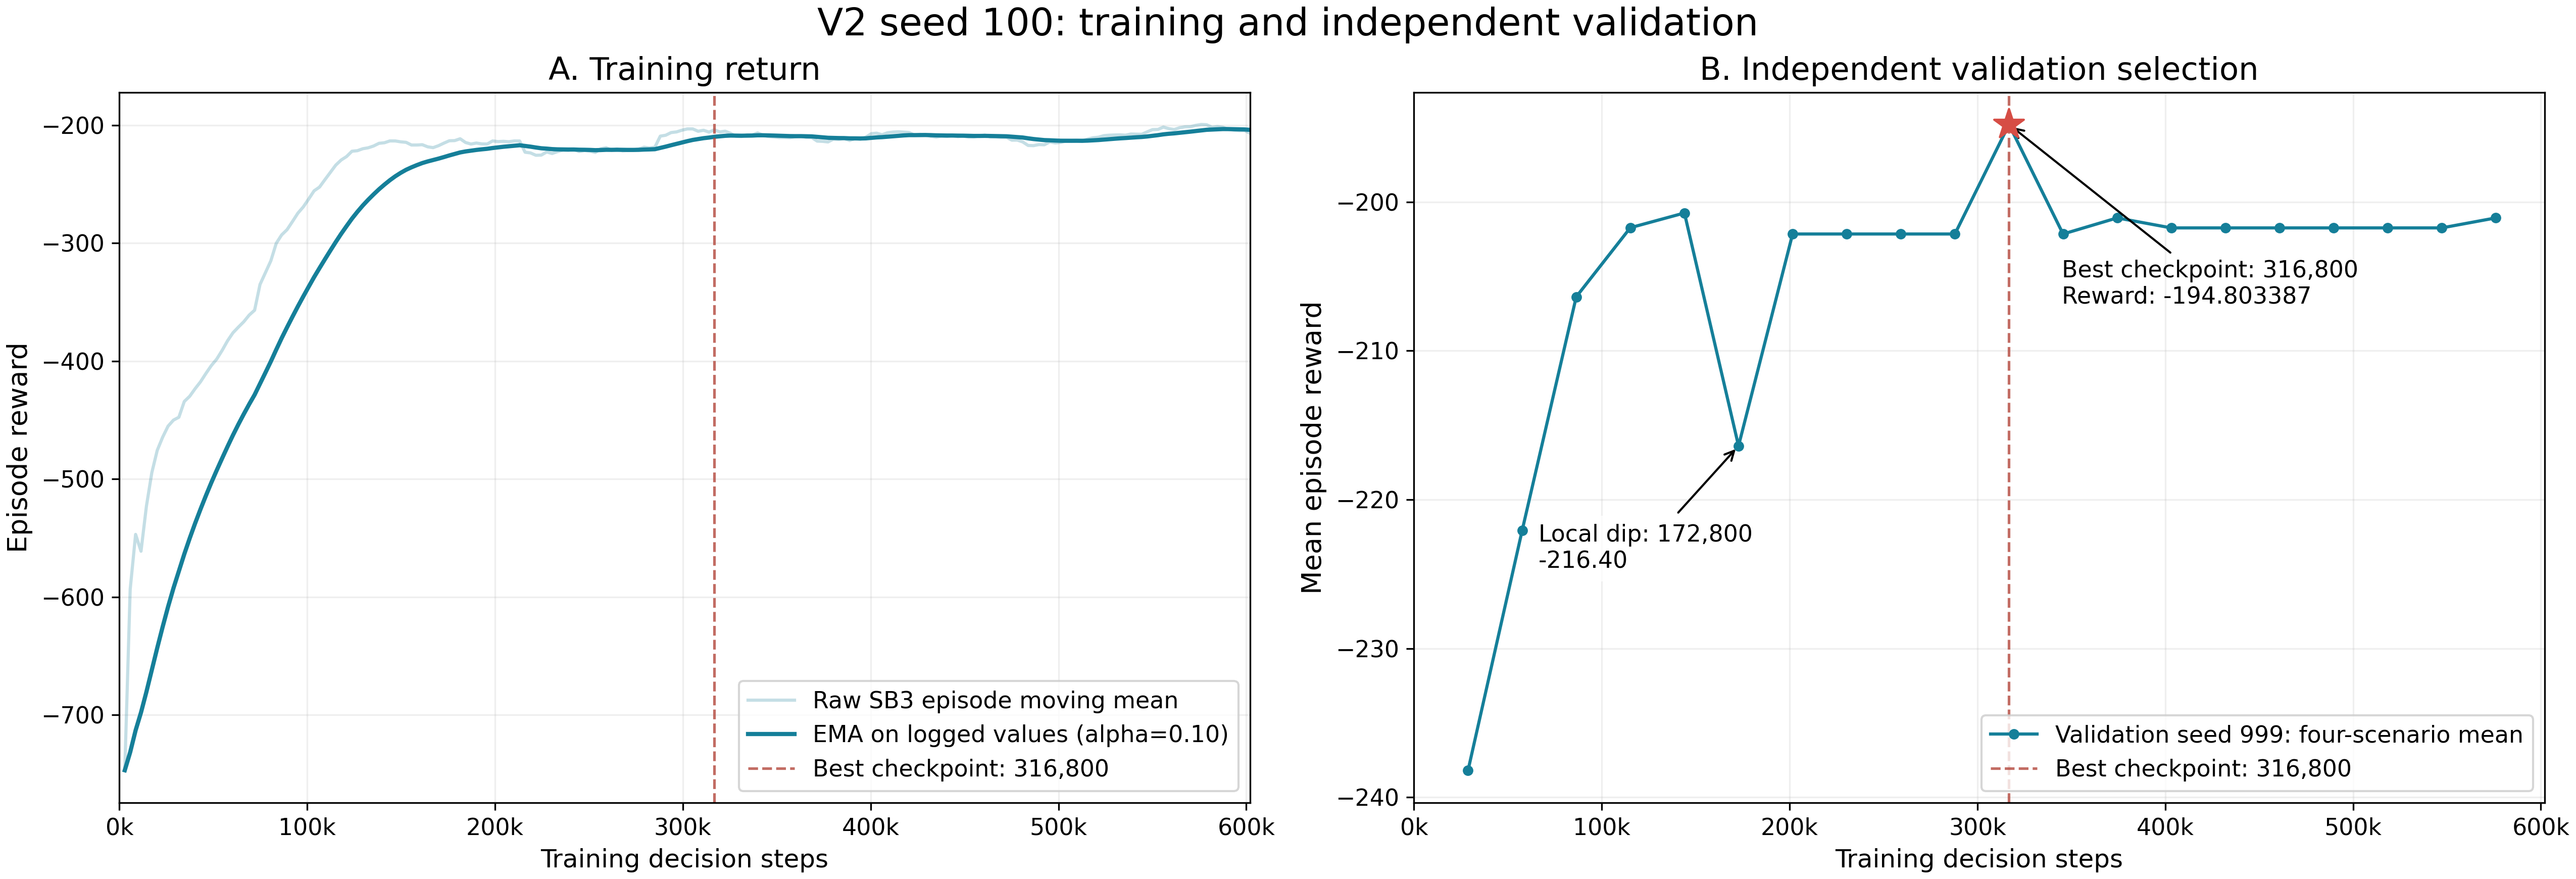 V2 seed 100: training and independent validation
A. Training return
Episode reward
−200
−300
−400
−500
−600
−700
0k
100k
200k
300k
400k
500k
600k
Training decision steps
Raw SB3 episode moving mean
EMA on logged values (alpha=0.10)
Best checkpoint: 316,800
B. Independent validation selection
Mean episode reward
−200
−210
−220
−230
−240
0k
100k
200k
300k
400k
500k
600k
Training decision steps
Best checkpoint: 316,800
Reward: -194.803387
Local dip: 172,800
-216.40
Validation seed 999: four-scenario mean
Best checkpoint: 316,800